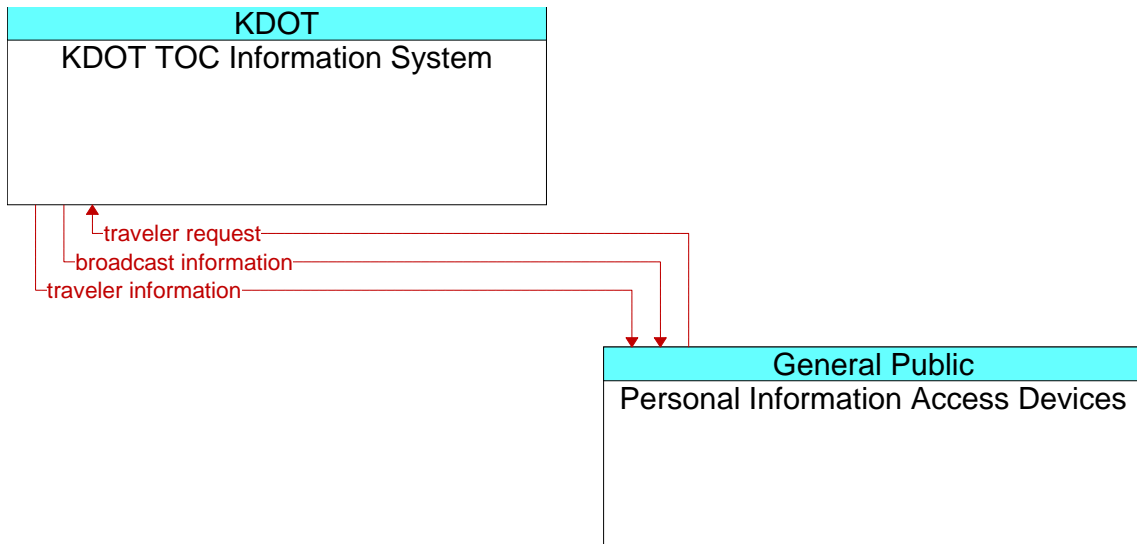 KDOT
KDOT TOC Information System
traveler request
broadcast information
traveler information
General Public
Personal Information Access Devices